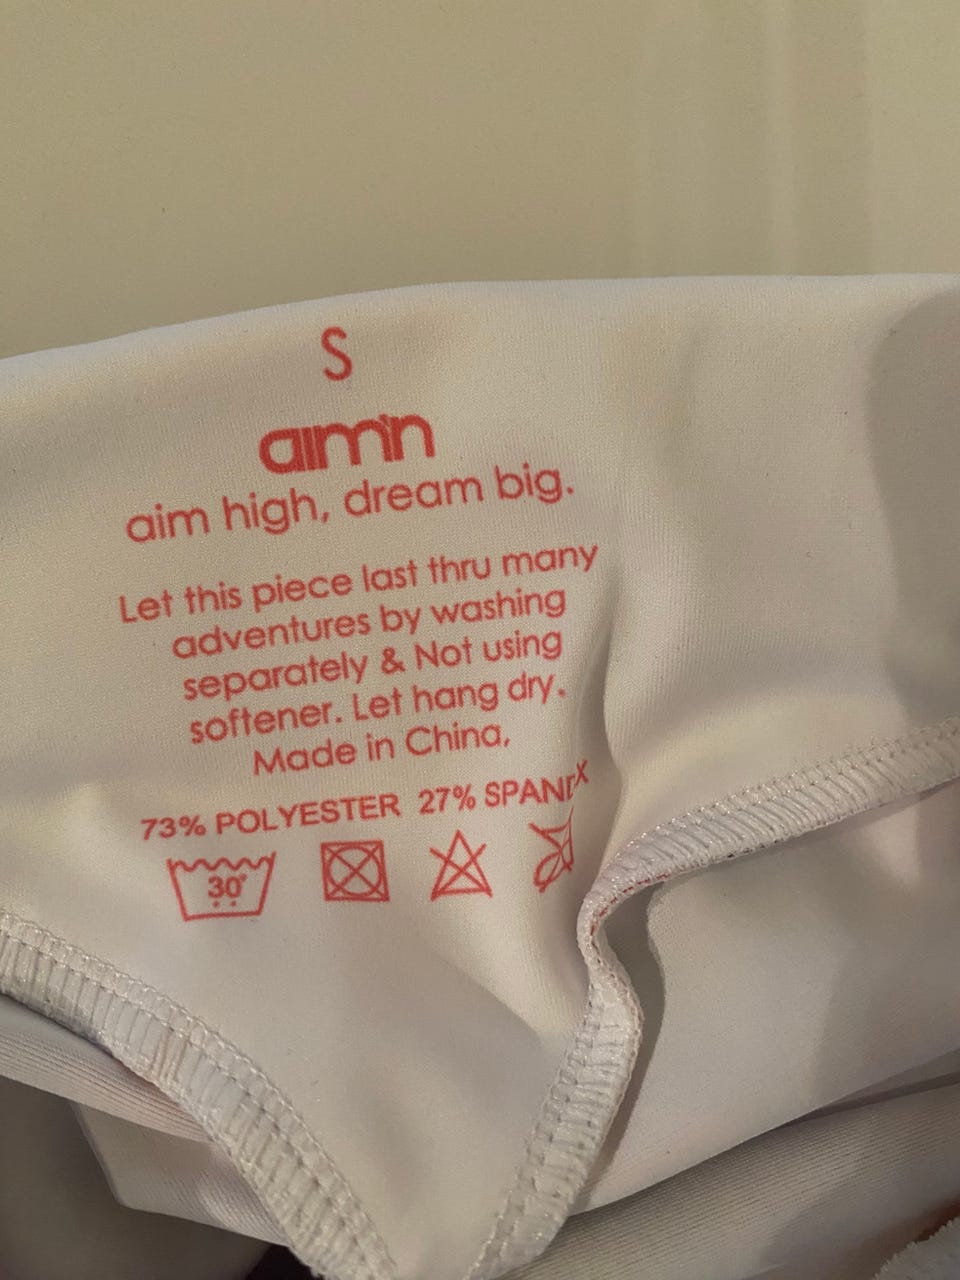 S
aim'n
aim high, dream big.
Let this piece last thru many
adventures by washing
separately & Not using
softener. Let hang dry.
Made in China,
73% POLYESTER 27% SPANDEX
30°